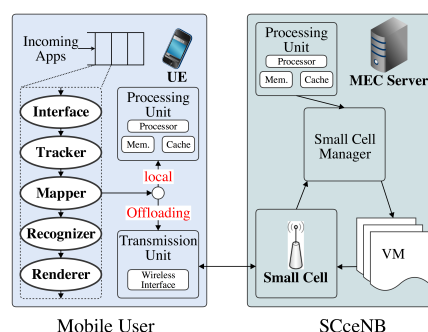 Incoming
Apps
UE
Interface
Tracker
Mapper
Recognizer
Renderer
Processing
Unit
Processor
Mem.
Cache
local
Offloading
Transmission
Unit
Wireless
Interface
Mobile User
Processing
Unit
Processor
Mem.
Cache
MEC Server
Small Cell
Manager
Small Cell
VM
SCceNB